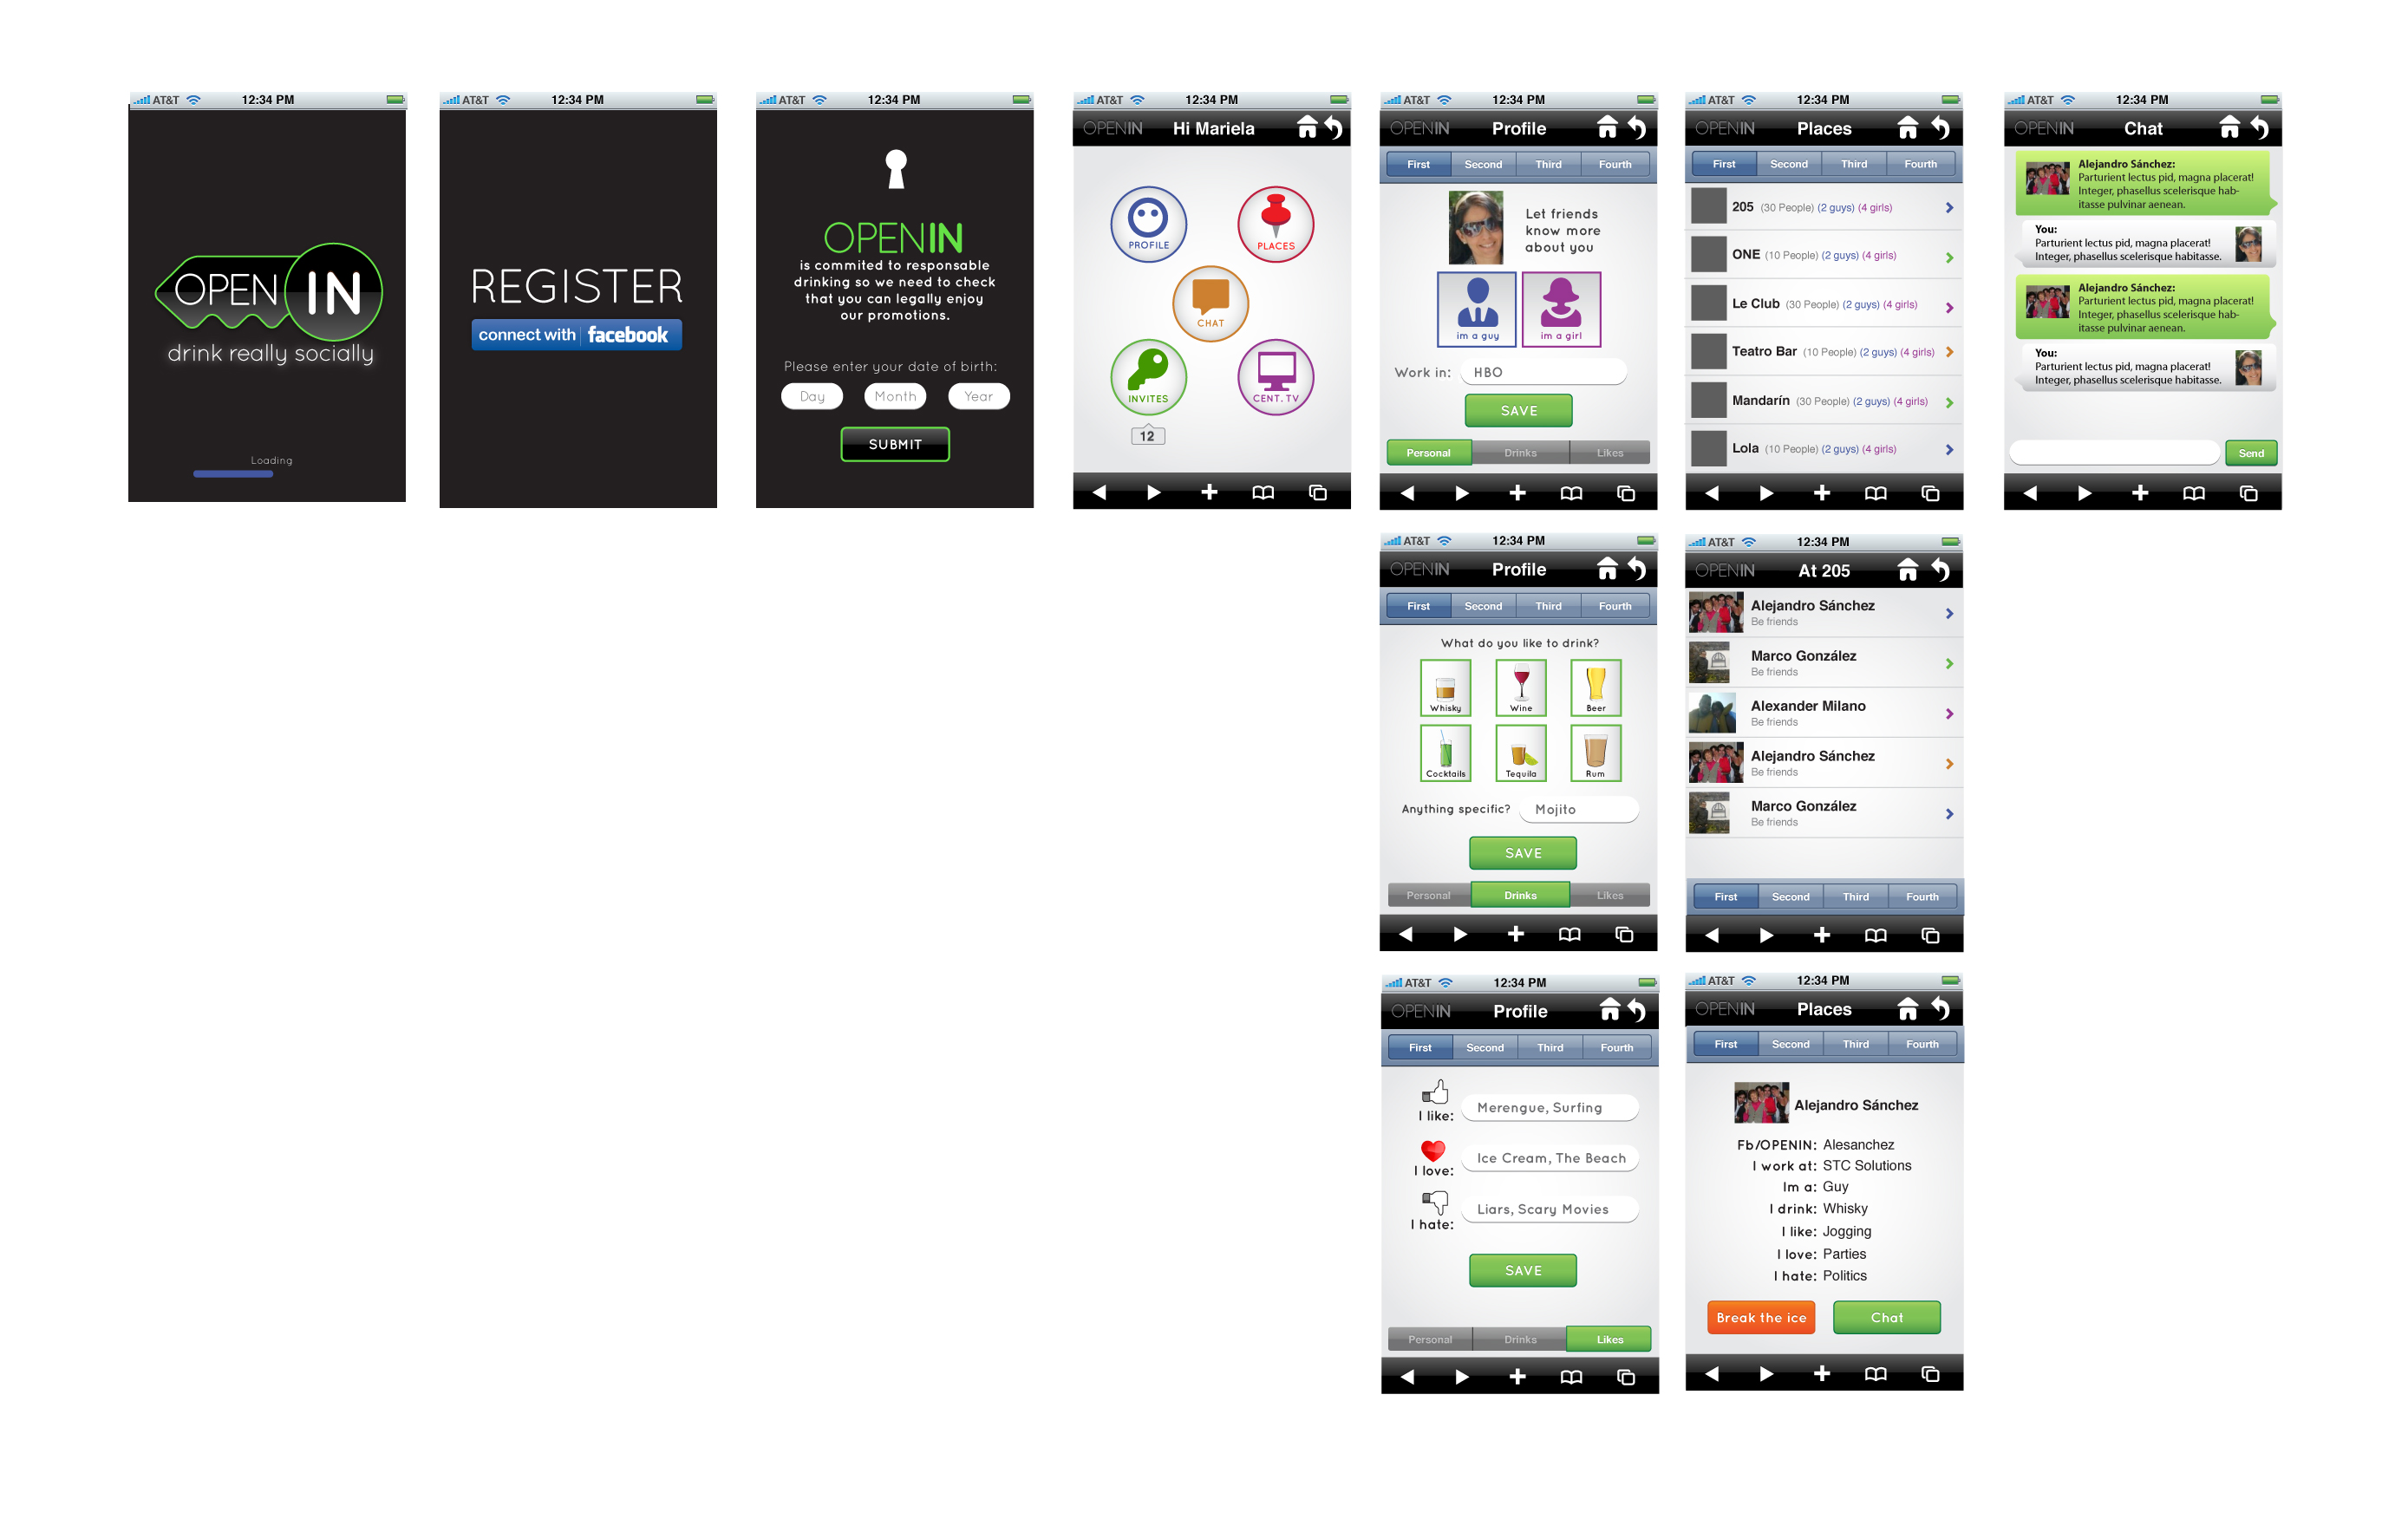 AT&T 12:34 PM
OPEN IN
drink really socially
Loading
AT&T 12:34 PM
REGISTER
connect with facebook
AT&T 12:34 PM
OPENIN
is commited to responsable
drinking so we need to check
that you can legally enjoy
our promotions.
Please enter your date of birth:
Day Month Year
SUBMIT
AT&T 12:34 PM
OPENIN Hi Mariela
PROFILE PLACES
CHAT
INVITES CENT. TV
12
AT&T 12:34 PM
OPENIN Profile
First Second Third Fourth
Let friends
know more
about you
im a guy im a girl
Work in: HBO
SAVE
Personal Drinks Likes
AT&T 12:34 PM
OPENIN Places
First Second Third Fourth
205 (30 People) (2 guys) (4 girls)
ONE (10 People) (2 guys) (4 girls)
Le Club (30 People) (2 guys) (4 girls)
Teatro Bar (10 People) (2 guys) (4 girls)
Mandarín (30 People) (2 guys) (4 girls)
Lola (10 People) (2 guys) (4 girls)
AT&T 12:34 PM
OPENIN Chat
Alejandro Sánchez:
Parturient lectus pid, magna placerat!
Integer, phasellus scelerisque hab-
itasse pulvinar aenean.
You:
Parturient lectus pid, magna placerat!
Integer, phasellus scelerisque habitasse.
Alejandro Sánchez:
Parturient lectus pid, magna placerat!
Integer, phasellus scelerisque hab-
itasse pulvinar aenean.
You:
Parturient lectus pid, magna placerat!
Integer, phasellus scelerisque habitasse.
Send
AT&T 12:34 PM
OPENIN Profile
First Second Third Fourth
What do you like to drink?
Whisky Wine Beer
Cocktails Tequila Rum
Anything specific? Mojito
SAVE
Personal Drinks Likes
AT&T 12:34 PM
OPENIN At 205
Alejandro Sánchez
Be friends
Marco González
Be friends
Alexander Milano
Be friends
Alejandro Sánchez
Be friends
Marco González
Be friends
First Second Third Fourth
AT&T 12:34 PM
OPENIN Profile
First Second Third Fourth
I like: Merengue, Surfing
I love: Ice Cream, The Beach
I hate: Liars, Scary Movies
SAVE
Personal Drinks Likes
AT&T 12:34 PM
OPENIN Places
First Second Third Fourth
Alejandro Sánchez
Fb/OPENIN: Alesanchez
I work at: STC Solutions
Im a: Guy
I drink: Whisky
I like: Jogging
I love: Parties
I hate: Politics
Break the ice Chat